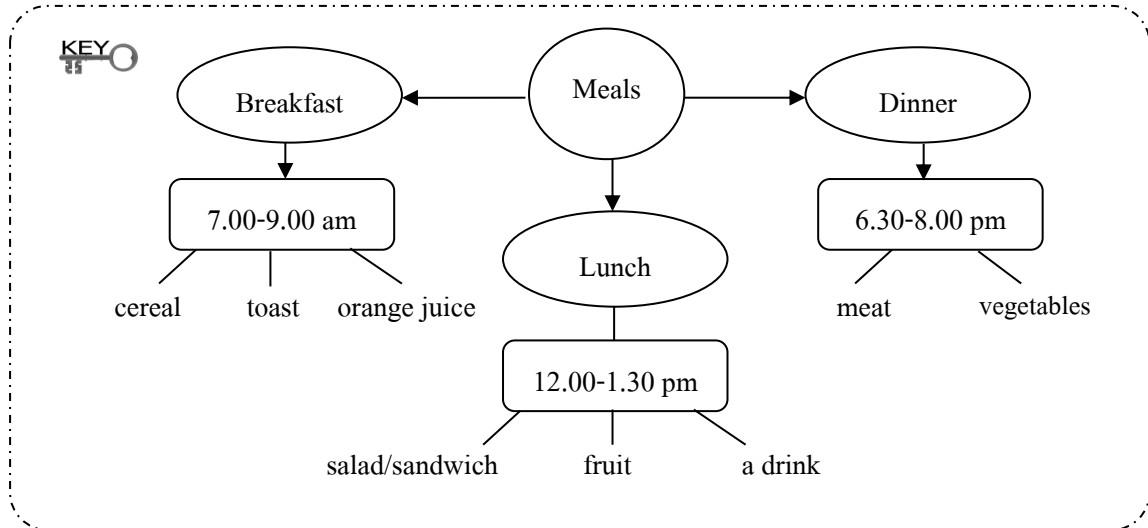 KEY
Meals
Breakfast
Dinner
7.00-9.00 am
6.30-8.00 pm
Lunch
cereal
toast
orange juice
meat
vegetables
12.00-1.30 pm
salad/sandwich
fruit
a drink